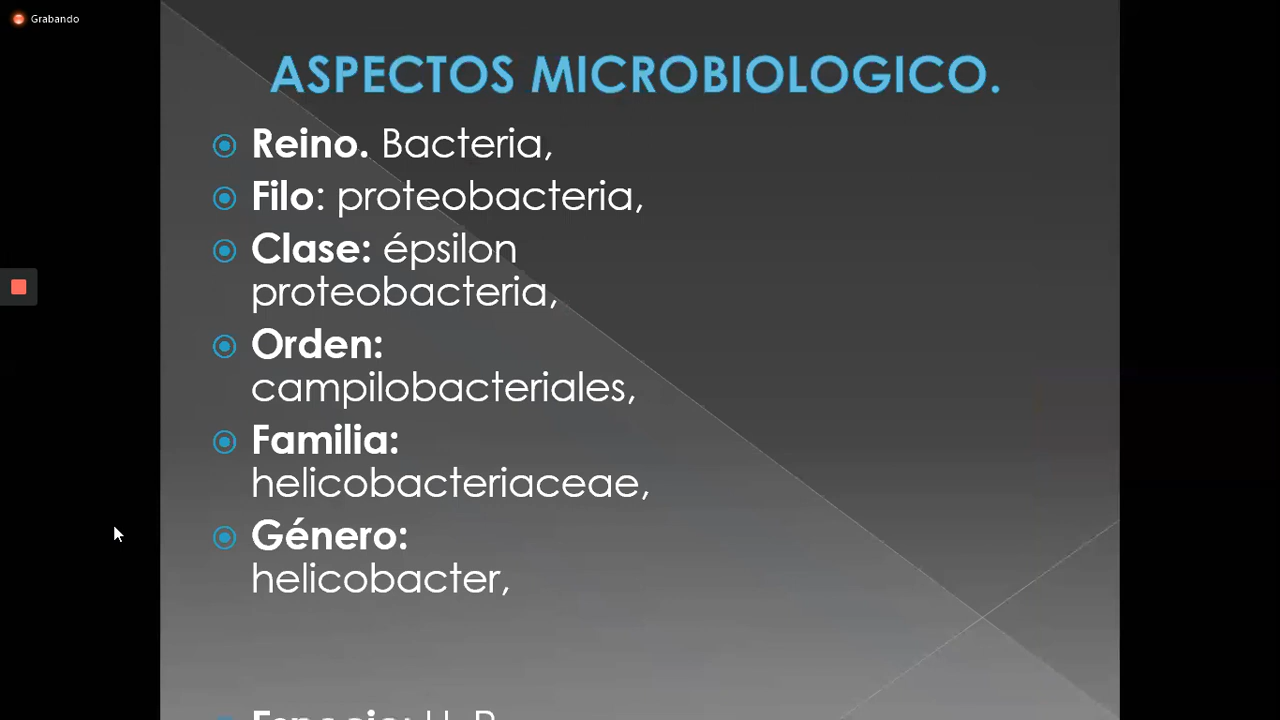 Grabando
ASPECTOS MICROBIOLOGICO.
Reino. Bacteria,
Filo: proteobacteria,
Clase: épsilon
proteobacteria,
Orden:
campilobacteriales,
Familia:
helicobacteriaceae,
Género:
helicobacter,